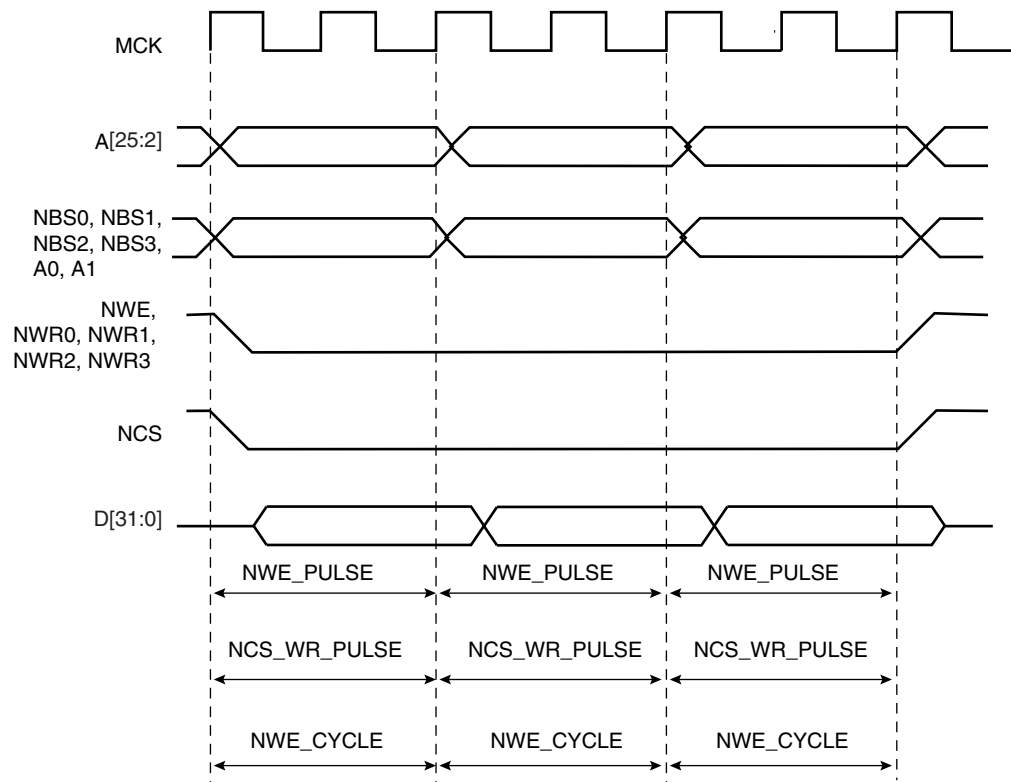 MCK
A[25:2]
NBS0, NBS1,
NBS2, NBS3,
A0, A1
NWE,
NWR0, NWR1,
NWR2, NWR3
NCS
D[31:0]
NWE_PULSE NWE_PULSE NWE_PULSE
NCS_WR_PULSE NCS_WR_PULSE NCS_WR_PULSE
NWE_CYCLE NWE_CYCLE NWE_CYCLE